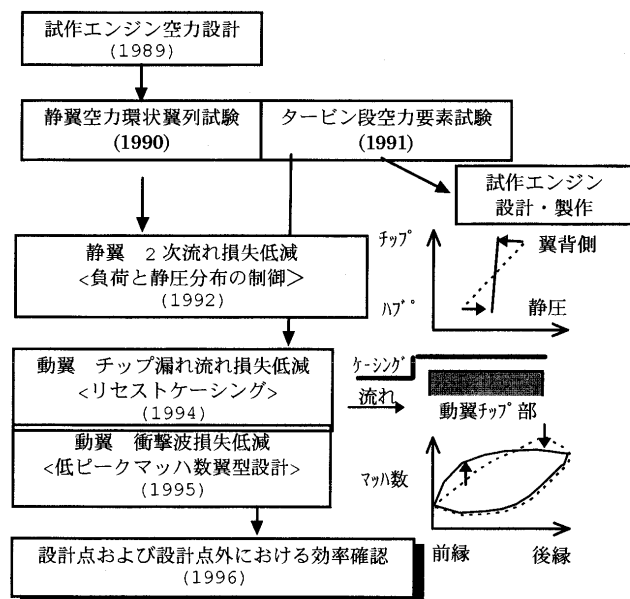 試作エンジン空力設計
(1989)
静翼空力環状翼列試験
(1990)
タービン段空力要素試験
(1991)
試作エンジン
設計・製作
静翼 2次流れ損失低減
<負荷と静圧分布の制御>
(1992)
チップ
翼背側
ハブ
静圧
動翼 チップ漏れ流れ損失低減
<リセストケーシング>
(1994)
ケーシング
流れ
動翼チップ部
動翼 衝撃波損失低減
<低ピークマッハ数翼型設計>
(1995)
マッハ数
前縁
後縁
設計点および設計点外における効率確認
(1996)